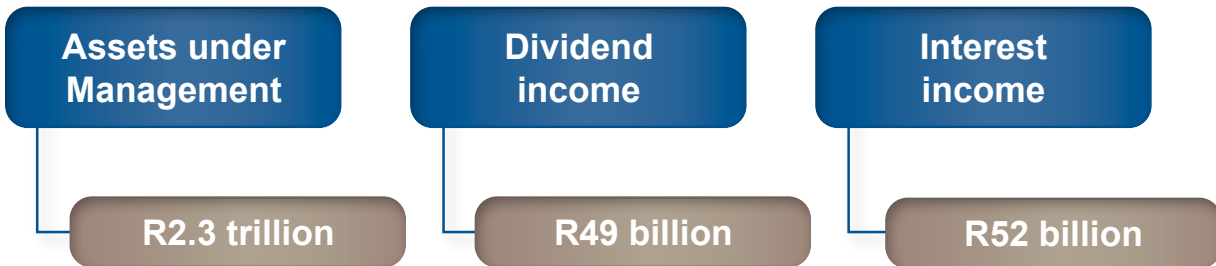 Assets under
Management
R2.3 trillion
Dividend
income
R49 billion
Interest
income
R52 billion